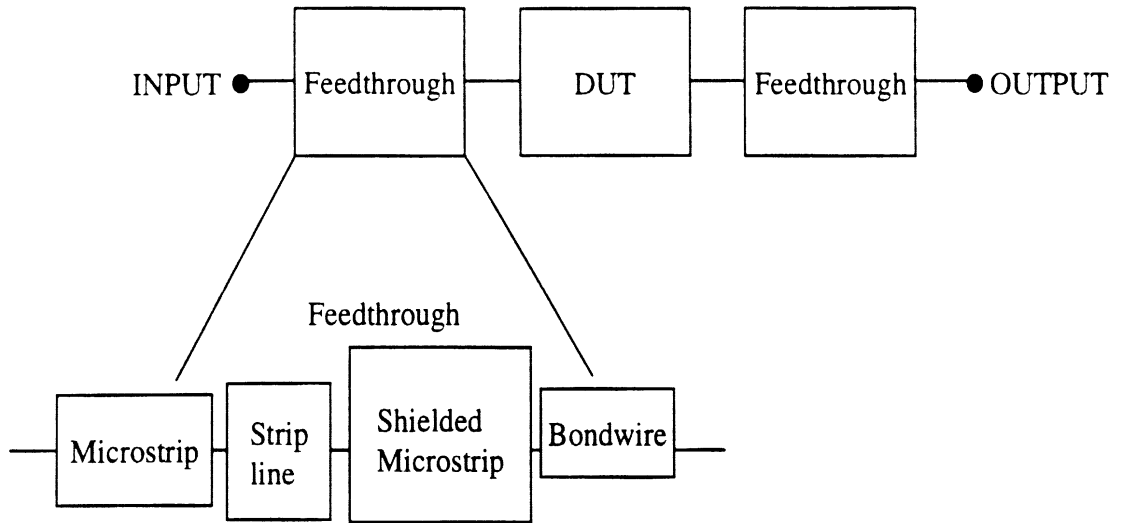 INPUT
Feedthrough
DUT
Feedthrough
OUTPUT
Feedthrough
Microstrip
Strip
line
Shielded
Microstrip
Bondwire